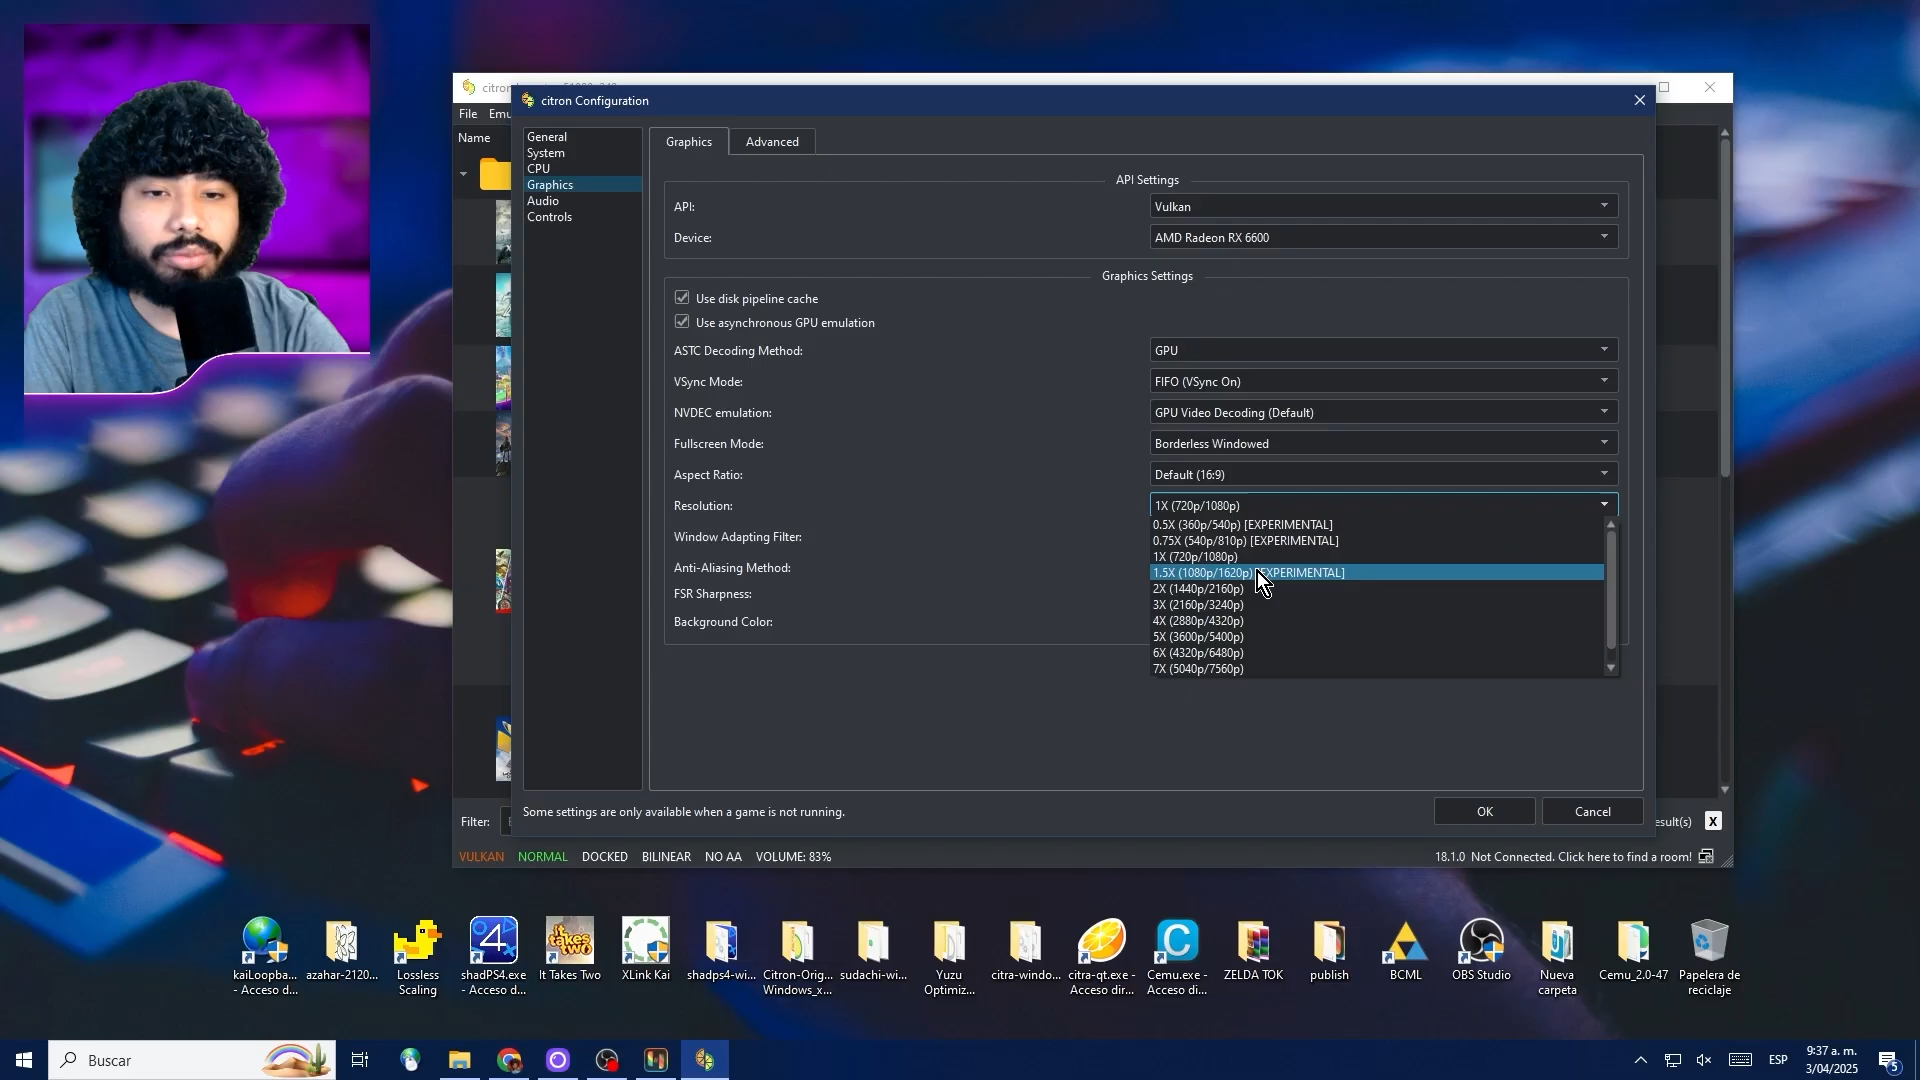 citron
citron Configuration
File
Emu
Name
General
System
CPU
Graphics
Audio
Controls
Graphics
Advanced
API Settings
API:
Vulkan
Device:
AMD Radeon RX 6600
Graphics Settings
Use disk pipeline cache
Use asynchronous GPU emulation
ASTC Decoding Method:
GPU
VSync Mode:
FIFO (VSync On)
NVDEC emulation:
GPU Video Decoding (Default)
Fullscreen Mode:
Borderless Windowed
Aspect Ratio:
Default (16:9)
Resolution:
1X (720p/1080p)
0.5X (360p/540p) [EXPERIMENTAL]
0.75X (540p/810p) [EXPERIMENTAL]
1X (720p/1080p)
1.5X (1080p/1620p) [EXPERIMENTAL]
2X (1440p/2160p)
3X (2160p/3240p)
4X (2880p/4320p)
5X (3600p/5400p)
6X (4320p/6480p)
7X (5040p/7560p)
Window Adapting Filter:
Anti-Aliasing Method:
FSR Sharpness:
Background Color:
Some settings are only available when a game is not running.
OK
Cancel
Filter:
esult(s)
X
VULKAN NORMAL DOCKED BILINEAR NO AA VOLUME: 83%
18.1.0 Not Connected. Click here to find a room!
kaiLoopba...
- Acceso d...
azahar-2120...
Lossless
Scaling
shadPS4.exe
- Acceso d...
It Takes Two
XLink Kai
shadps4-wi...
Citron-Orig...
Windows_x...
sudachi-wi...
Yuzu
Optimiz...
citra-windo...
citra-qt.exe -
Acceso dir...
Cemu.exe -
Acceso di...
ZELDA TOK
publish
BCML
OBS Studio
Nueva
carpeta
Cemu_2.0-47
Papelera de
reciclaje
Buscar
ESP
9:37 a. m.
3/04/2025
5